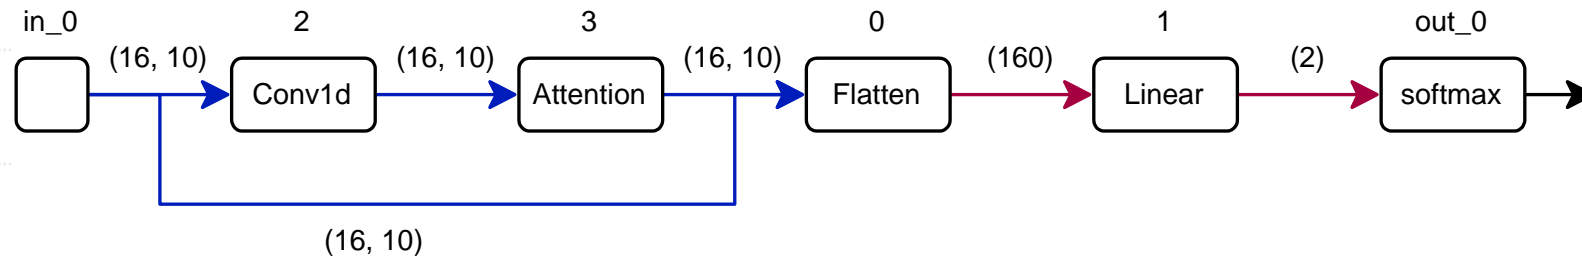 in_0 2 3 0 1 out_0
(16, 10) (16, 10) (16, 10) (160) (2)
Conv1d Attention Flatten Linear softmax
(16, 10)